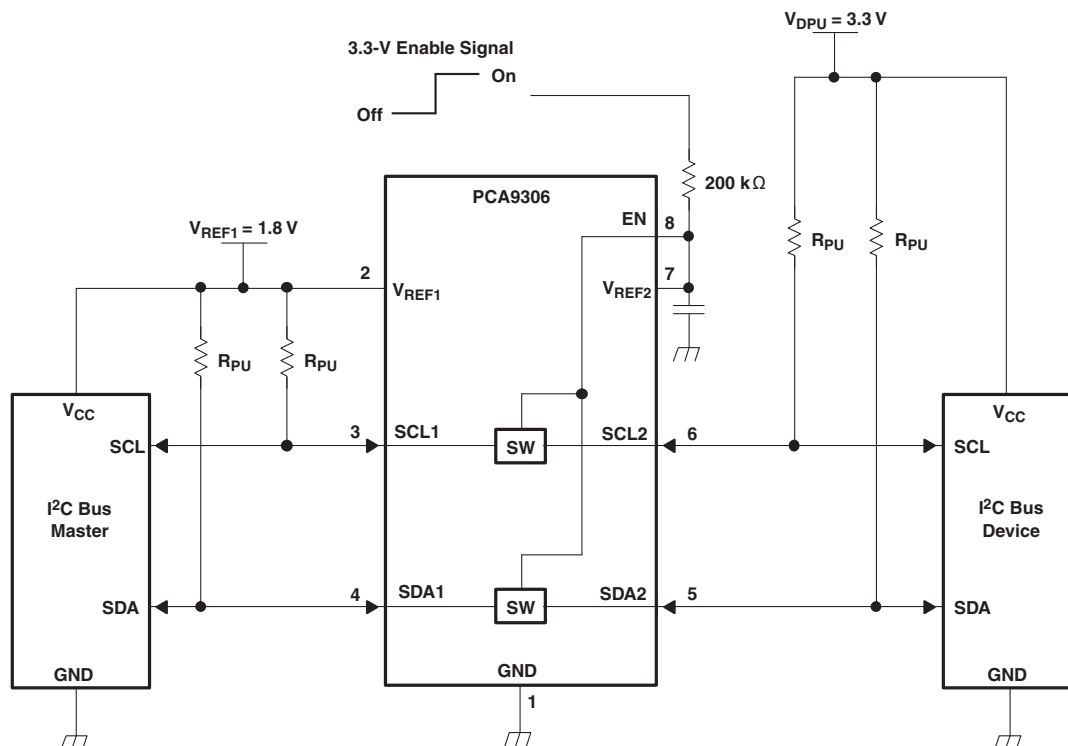 V_DPU = 3.3 V
3.3-V Enable Signal
On
Off
200 kΩ
PCA9306
EN
8
R_PU
R_PU
V_REF1 = 1.8 V
2
7
V_REF1
V_REF2
R_PU
R_PU
V_CC
V_CC
SCL
3
SCL1
SW
SCL2
6
SCL
I²C Bus
Master
I²C Bus
Device
SDA
4
SDA1
SW
SDA2
5
SDA
GND
GND
GND
1